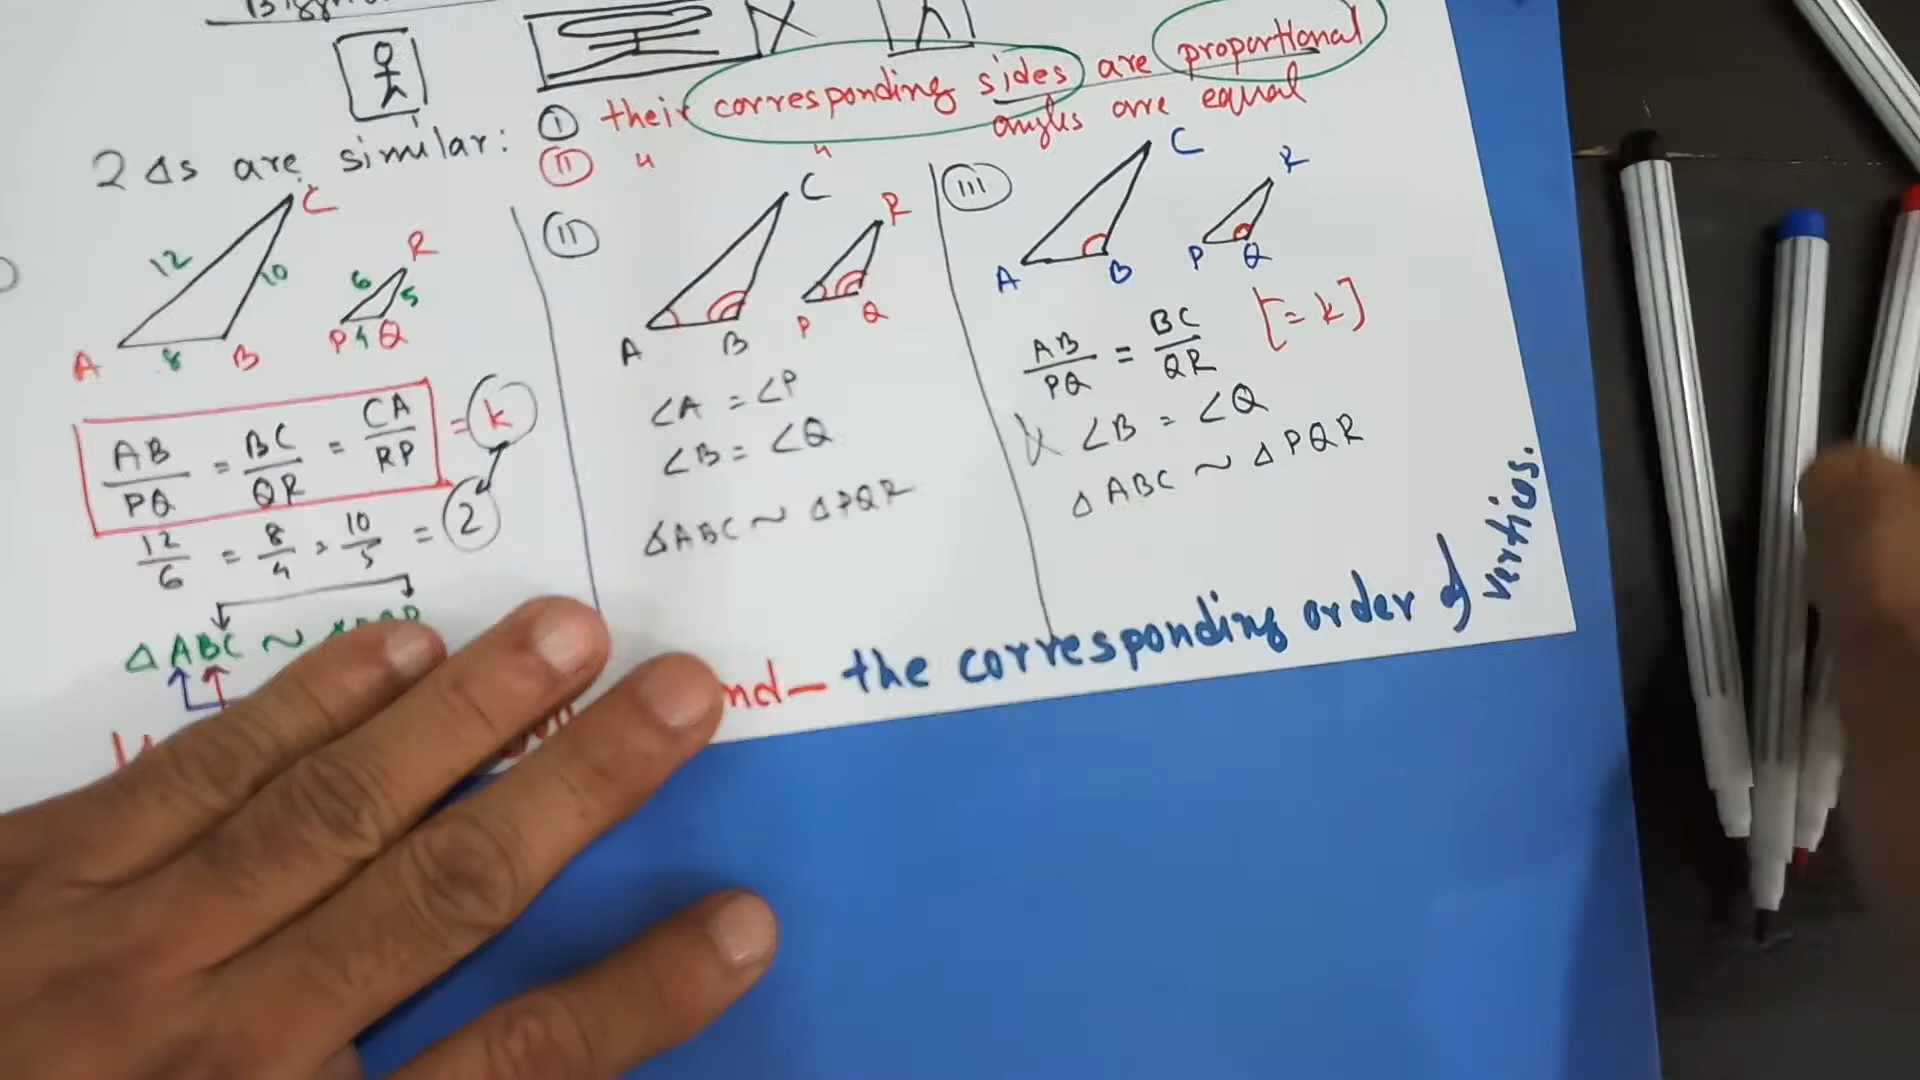 2 Δs are similar: Ⓘ their corresponding sides are proportional
Ⓘⓘ " " angles are equal
C
12
10
A
8
B
R
6
5
P 4 Q
AB/PQ = BC/QR = CA/RP = k
12/6 = 8/4 = 10/5 = 2
Δ ABC ~
II
C
A
B
R
P
Q
∠A = ∠P
∠B = ∠Q
ΔABC ~ ΔPQR
III
C
A
B
R
P
Q
AB/PQ = BC/QR [= k]
∠B = ∠Q
Δ ABC ~ Δ PQR
nd – the corresponding order of vertices.